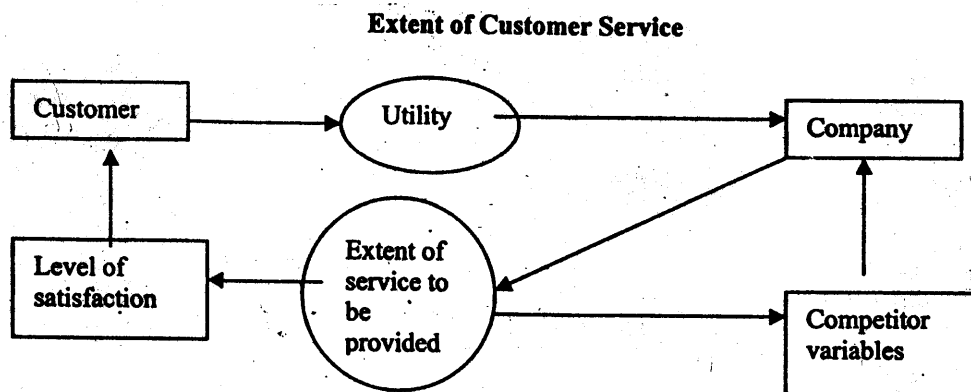 Extent of Customer Service
Customer
Utility
Company
Level of
satisfaction
Extent of
service to
be
provided
Competitor
variables